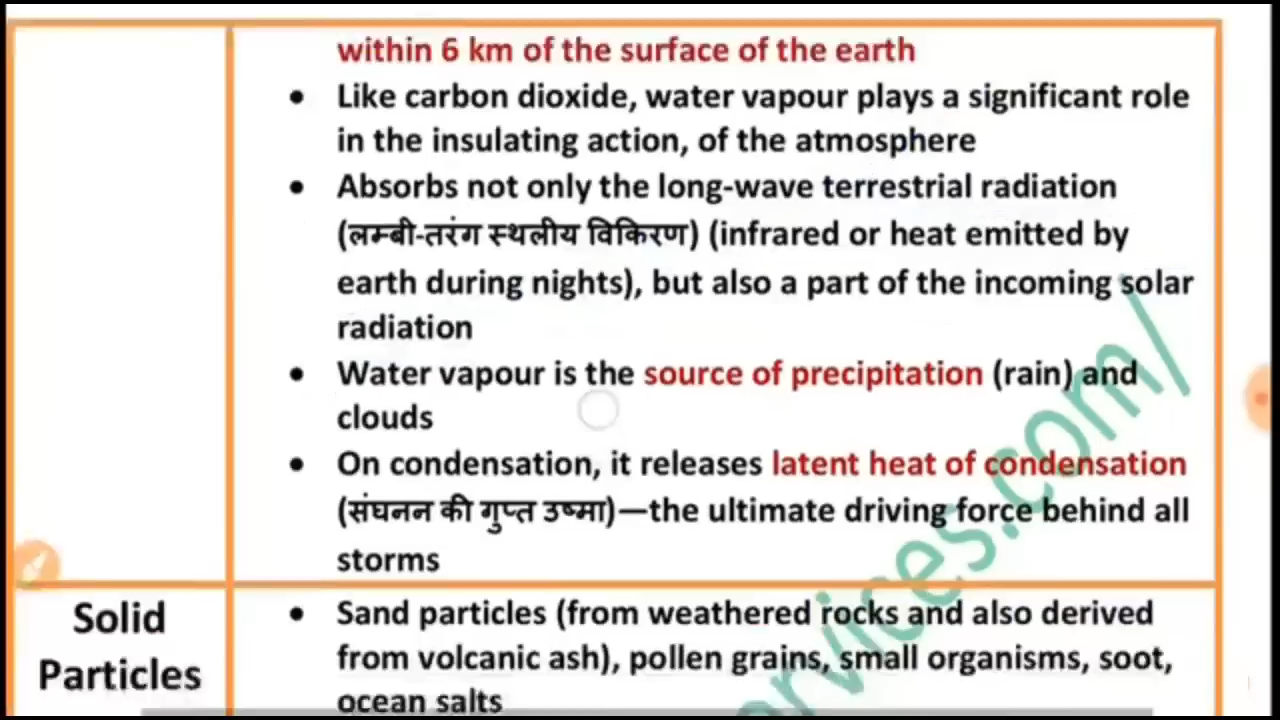 within 6 km of the surface of the earth
• Like carbon dioxide, water vapour plays a significant role
in the insulating action, of the atmosphere
• Absorbs not only the long-wave terrestrial radiation
(लम्बी-तरंग स्थलीय विकिरण) (infrared or heat emitted by
earth during nights), but also a part of the incoming solar
radiation
• Water vapour is the source of precipitation (rain) and
clouds
• On condensation, it releases latent heat of condensation
(संघनन की गुप्त उष्मा)—the ultimate driving force behind all
storms
Solid
Particles
• Sand particles (from weathered rocks and also derived
from volcanic ash), pollen grains, small organisms, soot,
ocean salts
ervices.com/